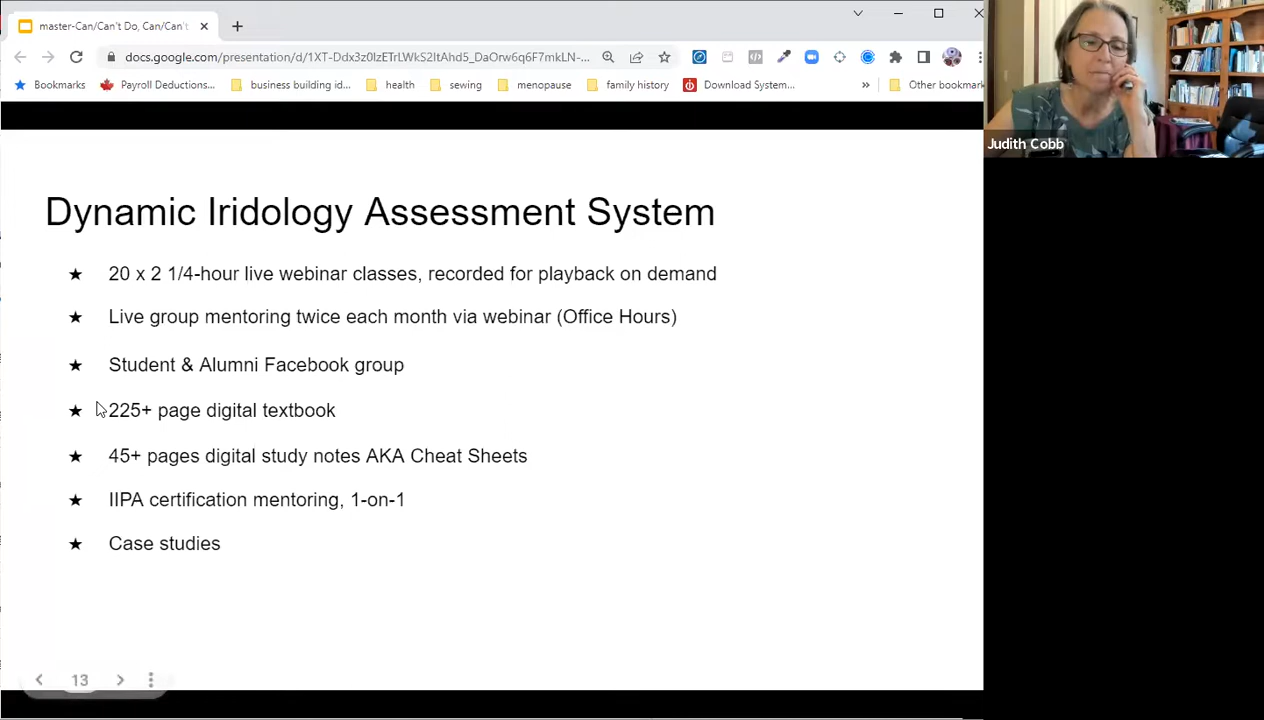 master-Can/Can't Do, Can/Can't
docs.google.com/presentation/d/1XT-Ddx3z0lzETrLWkS2ltAhd5_DaOrw6q6F7mkLN-...
Bookmarks Payroll Deductions... business building id... health sewing menopause family history Download System... » Other bookmark
Judith Cobb
Dynamic Iridology Assessment System
★ 20 x 2 1/4-hour live webinar classes, recorded for playback on demand
★ Live group mentoring twice each month via webinar (Office Hours)
★ Student & Alumni Facebook group
★ 225+ page digital textbook
★ 45+ pages digital study notes AKA Cheat Sheets
★ IIPA certification mentoring, 1-on-1
★ Case studies
13